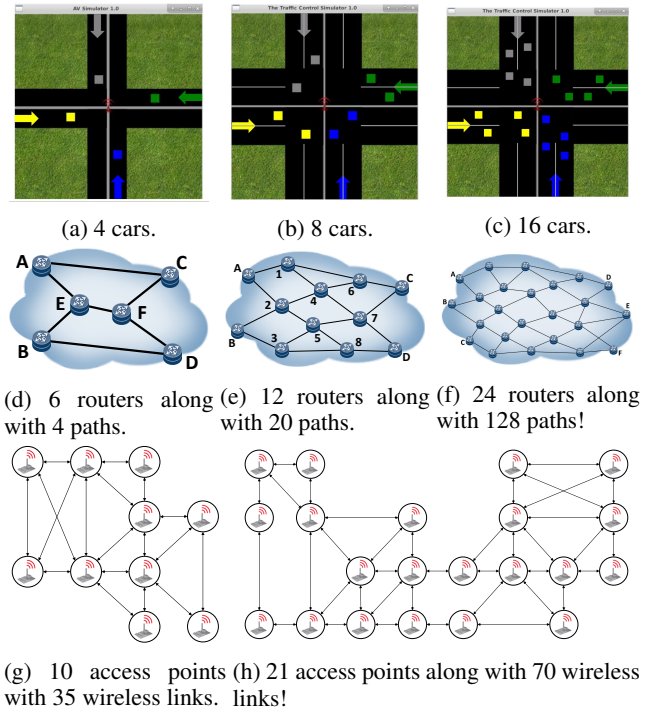 AV Simulator 1.0
The Traffic Control Simulator 1.0
The Traffic Control Simulator 1.0
(a) 4 cars.
(b) 8 cars.
(c) 16 cars.
A
C
E
F
B
D
A
1
6
C
2
4
7
B
3
5
8
D
A
D
B
E
C
F
(d) 6 routers along
with 4 paths.
(e) 12 routers along
with 20 paths.
(f) 24 routers along
with 128 paths!
(g) 10 access points
with 35 wireless links.
(h) 21 access points along with 70 wireless
links!